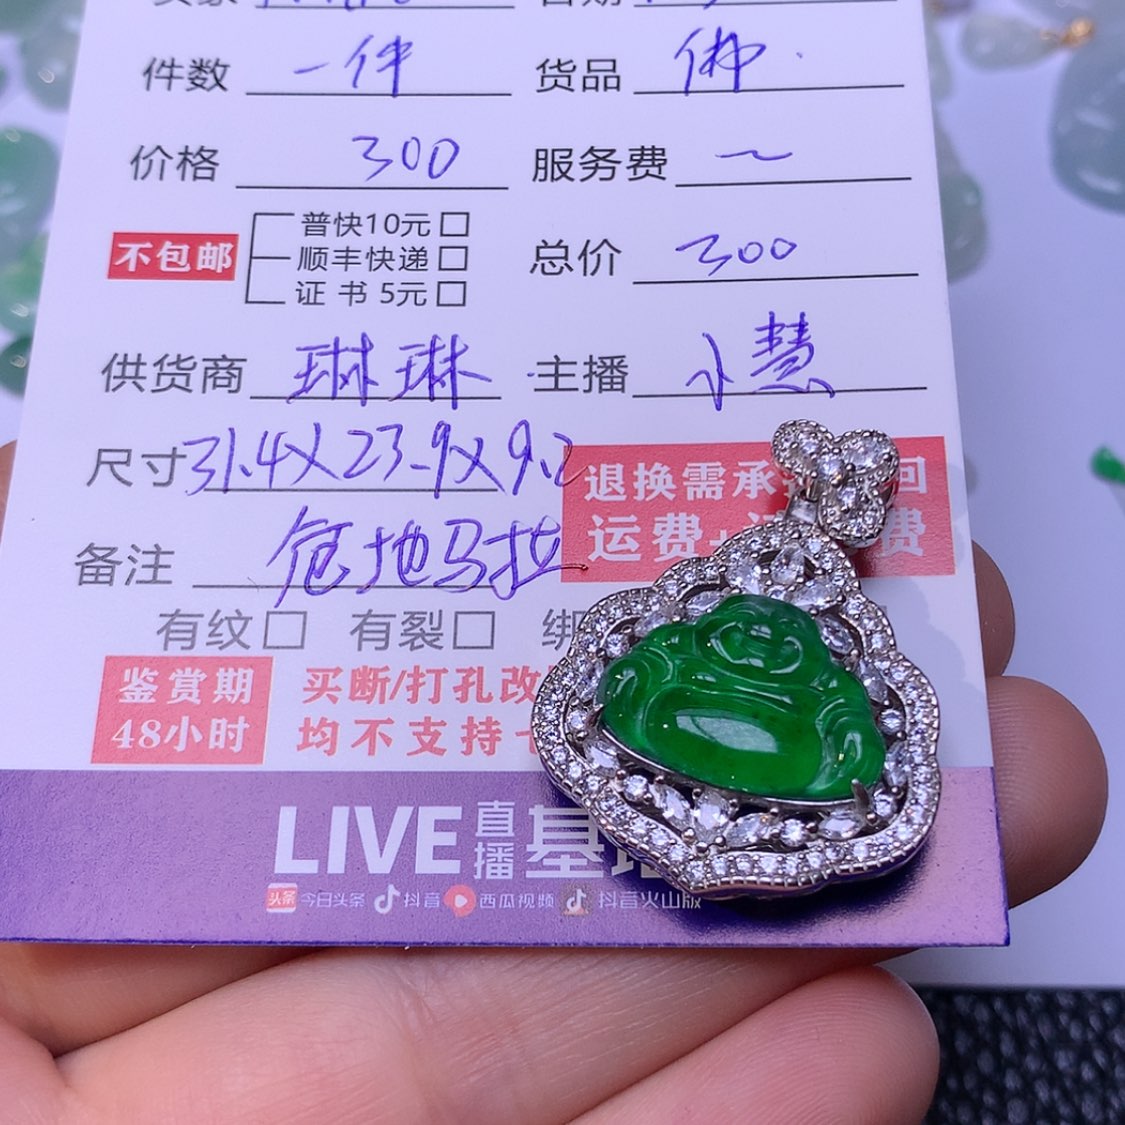 件数 一件 货品 佛
价格 300 服务费 ~
不包邮 普快10元 总价 300
顺丰快递
证书 5元
供货商 琳琳 主播 小慧
尺寸 31.4X23.9X9.2
退换需承 回
运费+ 费
备注 危地马拉
有纹 有裂 绑
鉴赏期 买断/打孔改
48小时 均不支持
LIVE 直播 基
头条 今日头条 抖音 西瓜视频 抖音火山版